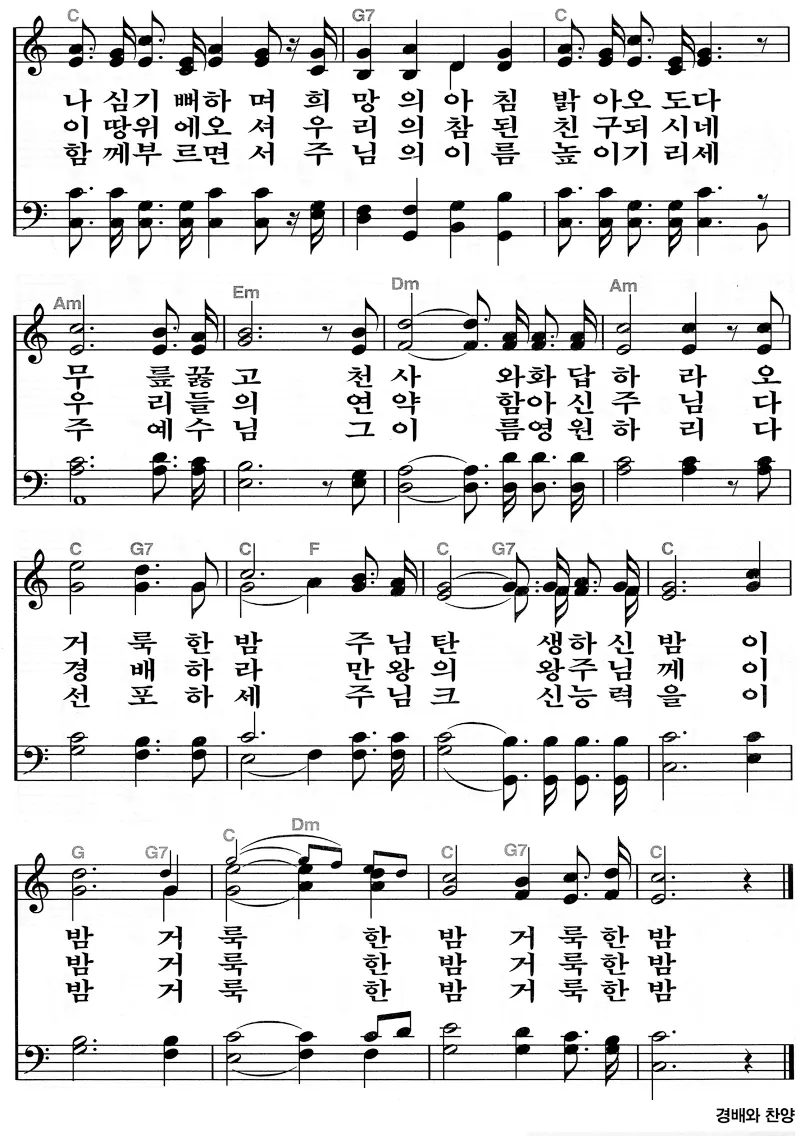 C G7 C
나 심기 뻐하 며 희 망 의 아 침 밝 아오 도다
이 땅위 에오 셔 우 리 의 참 된 친 구되 시네
함 께부 르면 서 주 님 의 이 름 높 이기 리세
Am Em Dm Am
무 릎 꿇 고 천 사 와화 답 하 라 오
우 리 들 의 연 약 함아 신 주 님 다
주 예 수 님 그 이 름영 원 하 리 다
C G7 C F C G7 C
거 룩 한 밤 주 님 탄 생하 신 밤 이
경 배 하 라 만 왕 의 왕주 님 께 이
선 포 하 세 주 님 크 신능 력 을 이
G G7 C Dm C G7 C
밤 거 룩 한 밤 거 룩 한 밤
밤 거 룩 한 밤 거 룩 한 밤
밤 거 룩 한 밤 거 룩 한 밤
경배와 찬양